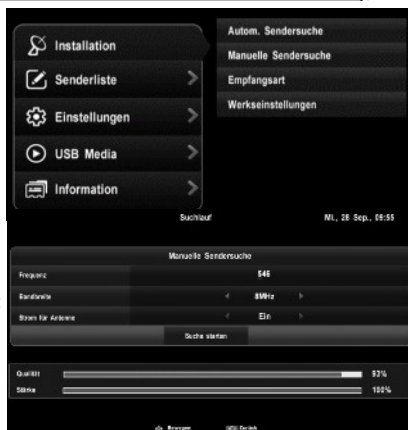 Installation
Senderliste
Einstellungen
USB Media
Information
Autom. Sendersuche
Manuelle Sendersuche
Empfangsart
Werkseinstellungen
Suchlauf Mi., 28 Sep., 09:55
Manuelle Sendersuche
Frequenz 546
Bandbreite 8MHz
Strom für Antenne Ein
Suche starten
Qualität 93%
Stärke 100%
Bewegen Zurück